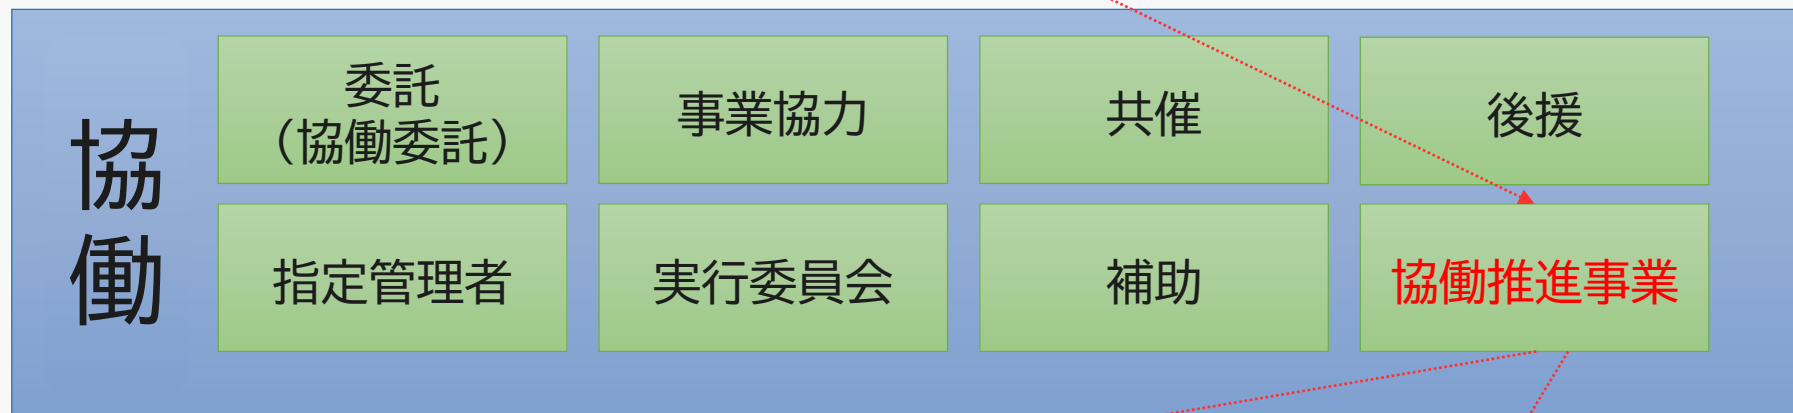 協働
委託
（協働委託）
事業協力
共催
後援
指定管理者
実行委員会
補助
協働推進事業